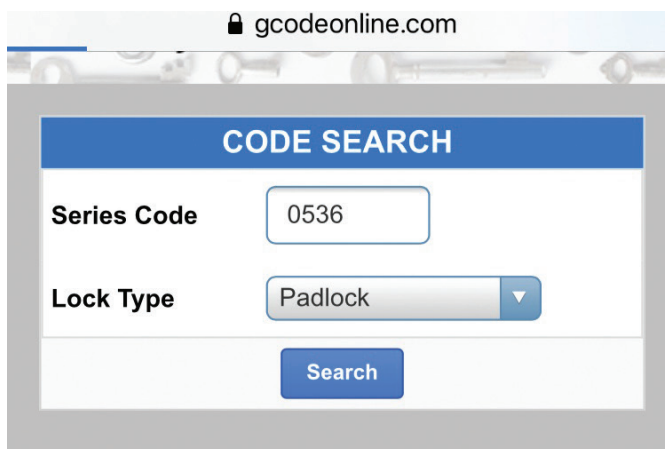 gcodeonline.com
CODE SEARCH
Series Code 0536
Lock Type Padlock
Search